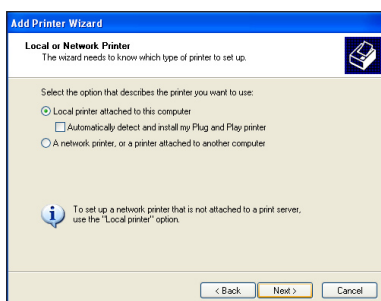 Add Printer Wizard
Local or Network Printer
The wizard needs to know which type of printer to set up.
Select the option that describes the printer you want to use:
Local printer attached to this computer
Automatically detect and install my Plug and Play printer
A network printer, or a printer attached to another computer
To set up a network printer that is not attached to a print server,
use the "Local printer" option.
< Back
Next >
Cancel